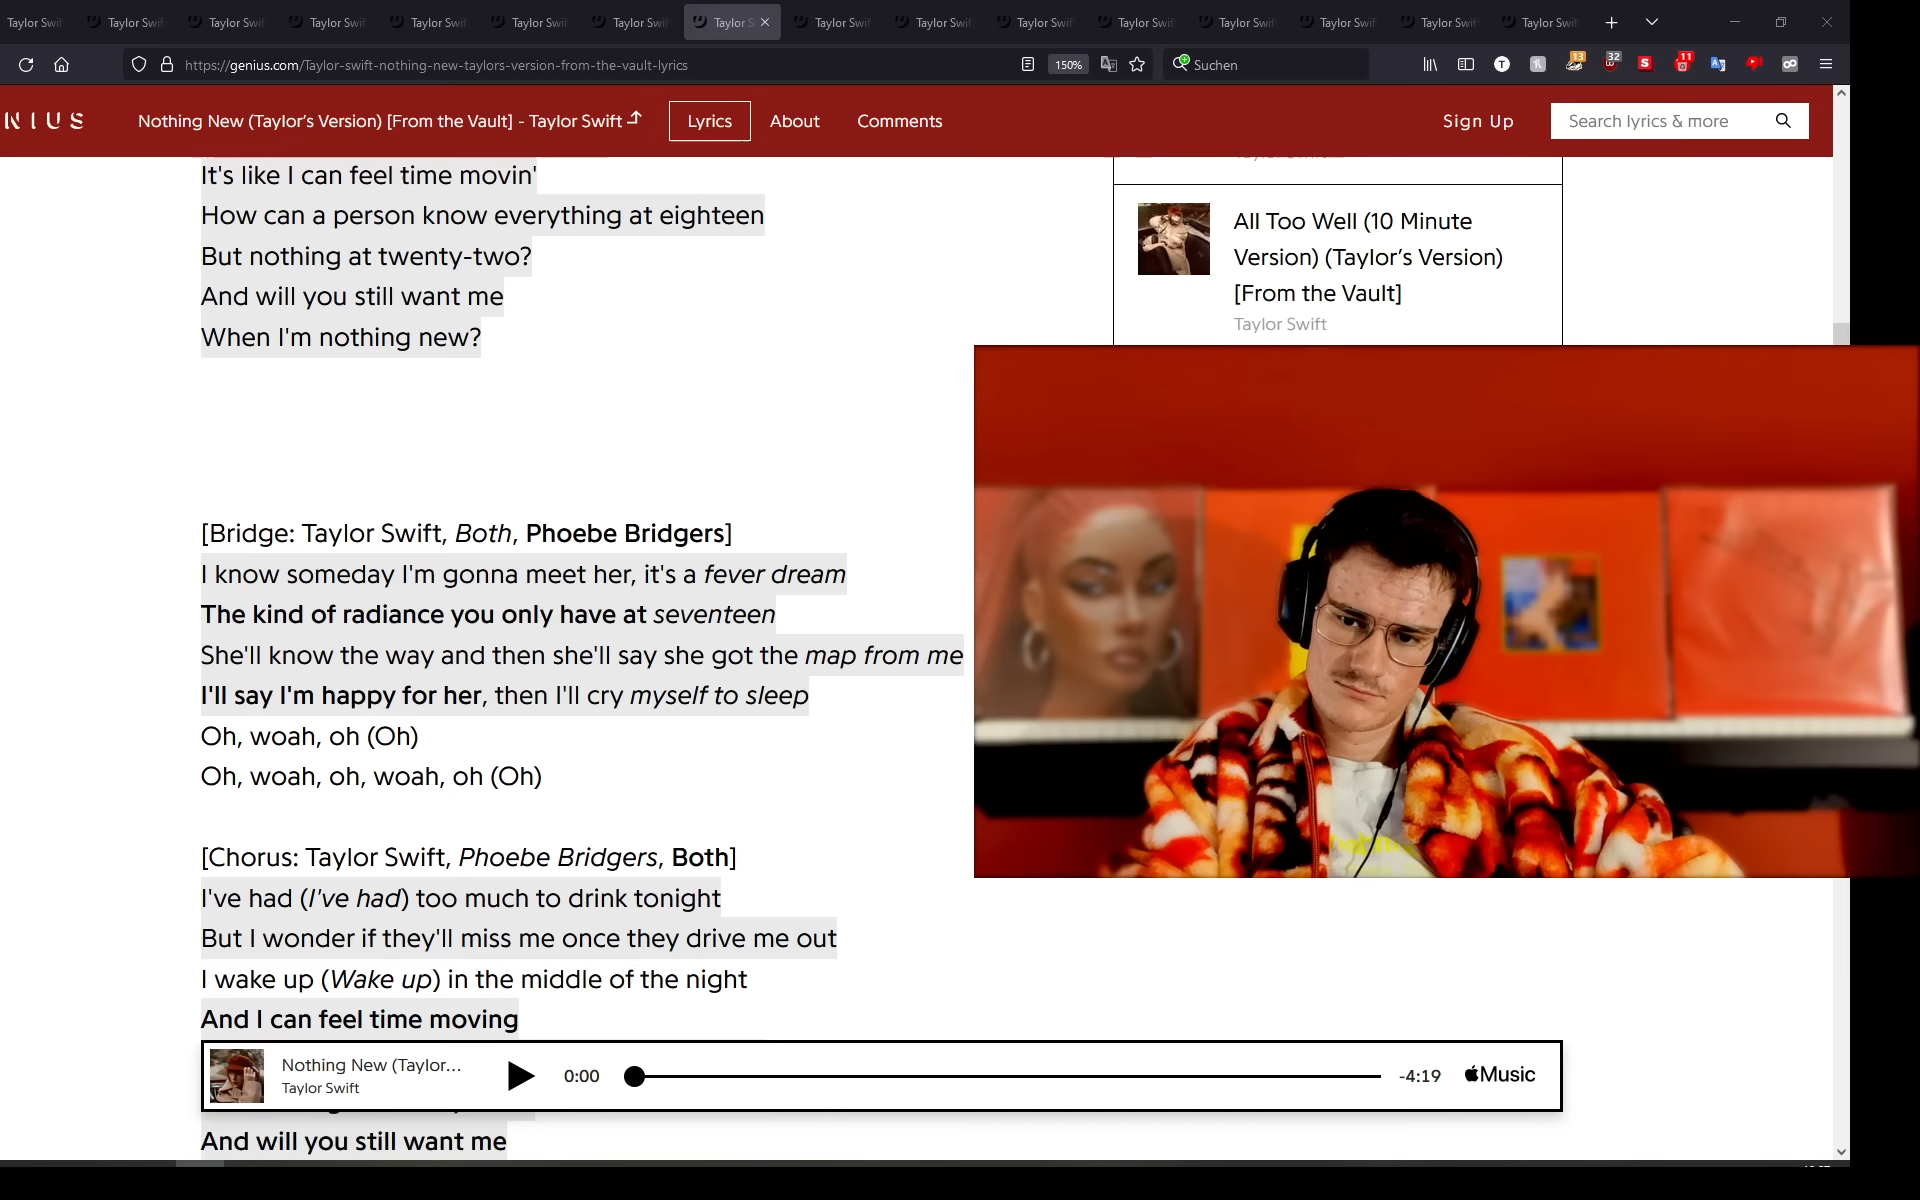 Taylor Swif
Taylor Swi
Taylor Swi
Taylor Swif
Taylor Swif
Taylor Swif
Taylor Swif
Taylor S
Taylor Swif
Taylor Swif
Taylor Swif
Taylor Swif
Taylor Swif
Taylor Swif
Taylor Swif
Taylor Swif
https://genius.com/Taylor-swift-nothing-new-taylors-version-from-the-vault-lyrics
150%
Suchen
13
32
11
NIUS
Nothing New (Taylor’s Version) [From the Vault] - Taylor Swift
Lyrics
About
Comments
Sign Up
Search lyrics & more
It's like I can feel time movin'
How can a person know everything at eighteen
But nothing at twenty-two?
And will you still want me
When I'm nothing new?
All Too Well (10 Minute
Version) (Taylor’s Version)
[From the Vault]
Taylor Swift
[Bridge: Taylor Swift, Both, Phoebe Bridgers]
I know someday I'm gonna meet her, it's a fever dream
The kind of radiance you only have at seventeen
She'll know the way and then she'll say she got the map from me
I'll say I'm happy for her, then I'll cry myself to sleep
Oh, woah, oh (Oh)
Oh, woah, oh, woah, oh (Oh)
[Chorus: Taylor Swift, Phoebe Bridgers, Both]
I've had (I've had) too much to drink tonight
But I wonder if they'll miss me once they drive me out
I wake up (Wake up) in the middle of the night
And I can feel time moving
Nothing New (Taylor...
Taylor Swift
0:00
-4:19
Music
And will you still want me